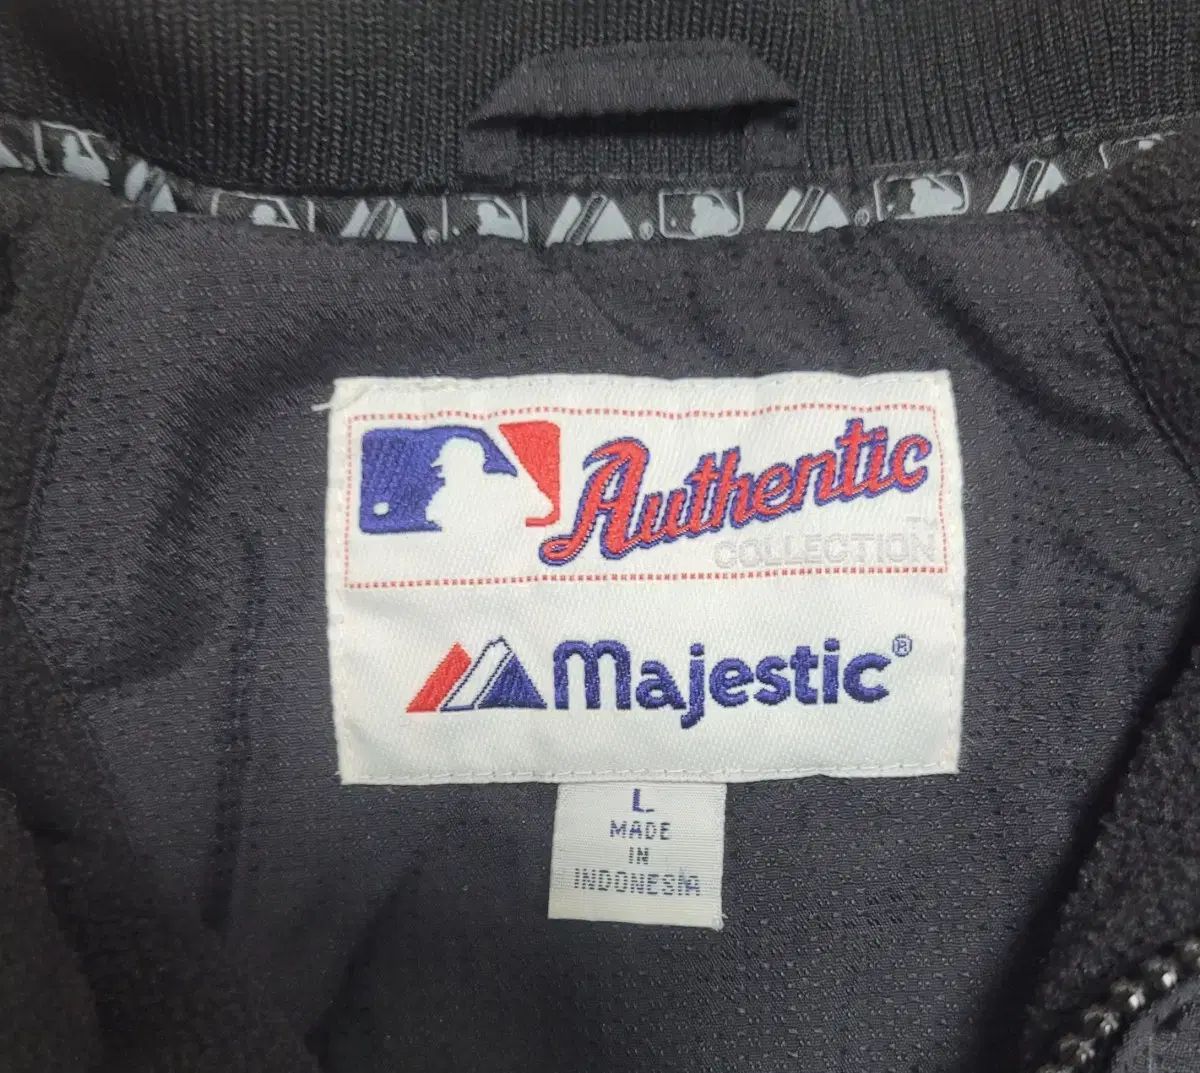 Authentic
COLLECTION™
Majestic®
L
MADE
IN
INDONESIA